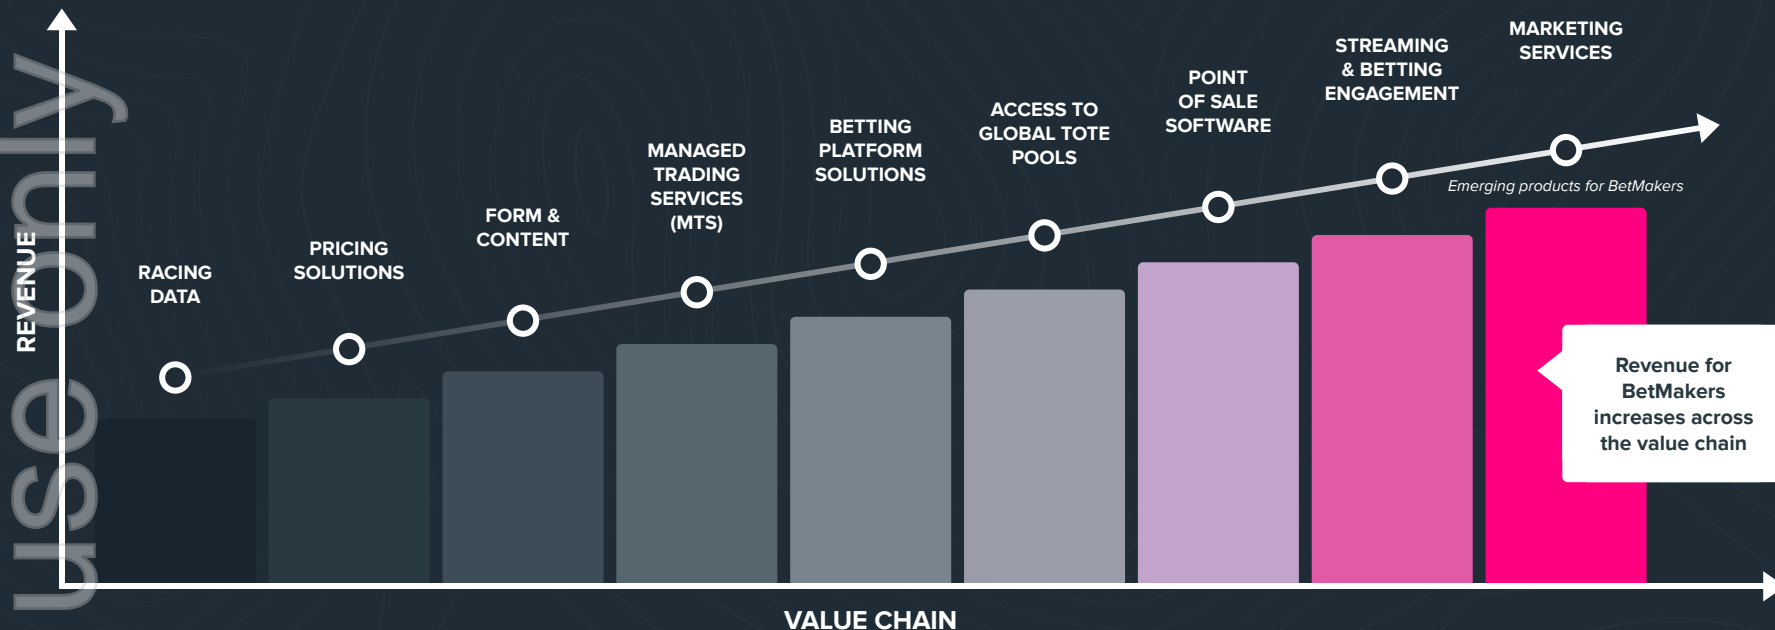 use only
REVENUE
RACING
DATA
PRICING
SOLUTIONS
FORM &
CONTENT
MANAGED
TRADING
SERVICES
(MTS)
BETTING
PLATFORM
SOLUTIONS
ACCESS TO
GLOBAL TOTE
POOLS
POINT
OF SALE
SOFTWARE
STREAMING
& BETTING
ENGAGEMENT
MARKETING
SERVICES
Emerging products for BetMakers
Revenue for
BetMakers
increases across
the value chain
VALUE CHAIN